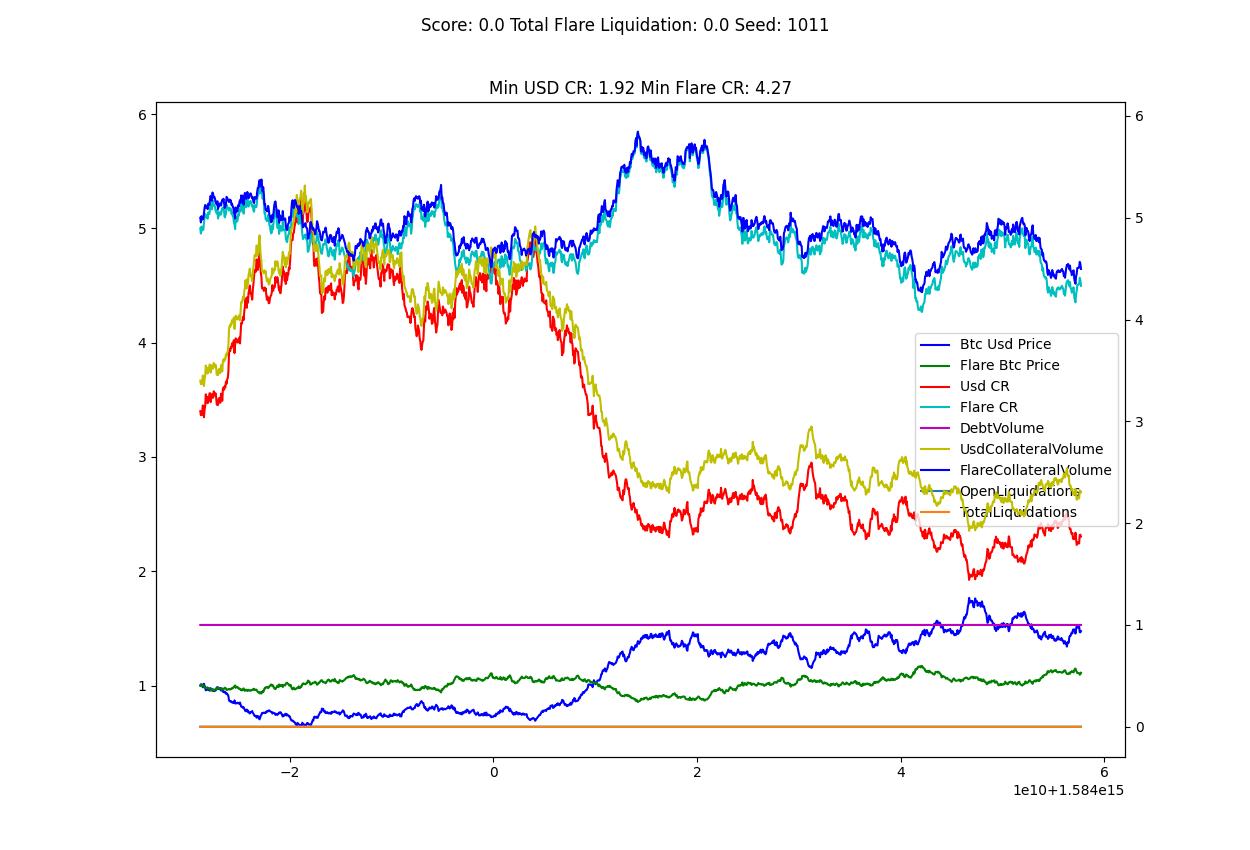 Score: 0.0 Total Flare Liquidation: 0.0 Seed: 1011
Min USD CR: 1.92 Min Flare CR: 4.27
6
5
4
3
2
1
6
5
4
3
2
1
0
Btc Usd Price
Flare Btc Price
Usd CR
Flare CR
DebtVolume
UsdCollateralVolume
FlareCollateralVolume
OpenLiquidations
TotalLiquidations
−2 0 2 4 6
1e10+1.584e15